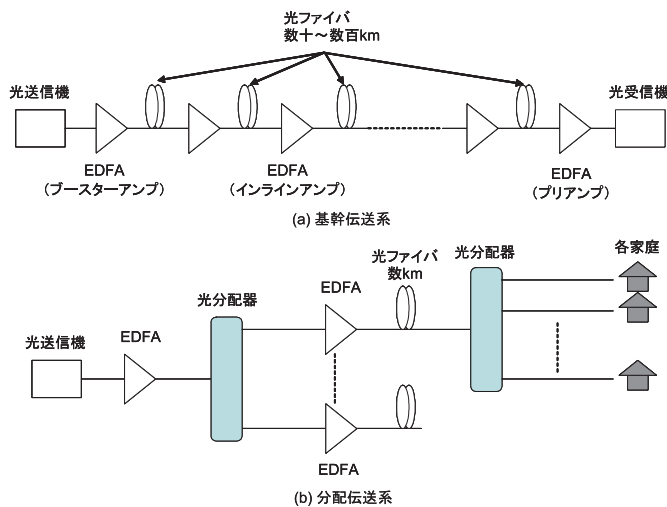 光ファイバ
数十～数百km
光送信機
光受信機
EDFA
（ブースターアンプ）
EDFA
（インラインアンプ）
EDFA
（プリアンプ）
(a) 基幹伝送系
光送信機
EDFA
光分配器
EDFA
光ファイバ
数km
光分配器
各家庭
EDFA
(b) 分配伝送系